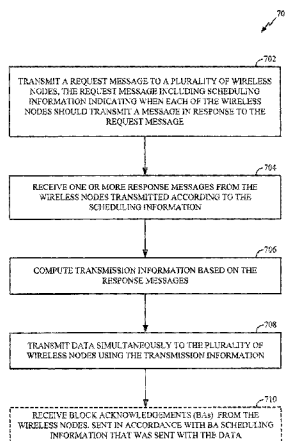 70
702
TRANSMIT A REQUEST MESSAGE TO A PLURALITY OF WIRELESS
NODES, THE REQUEST MESSAGE INCLUDING SCHEDULING
INFORMATION INDICATING WHEN EACH OF THE WIRELESS
NODES SHOULD TRANSMIT A MESSAGE IN RESPONSE TO THE
REQUEST MESSAGE
704
RECEIVE ONE OR MORE RESPONSE MESSAGES FROM THE
WIRELESS NODES TRANSMITTED ACCORDING TO THE
SCHEDULING INFORMATION
706
COMPUTE TRANSMISSION INFORMATION BASED ON THE
RESPONSE MESSAGES
708
TRANSMIT DATA SIMULTANEOUSLY TO THE PLURALITY OF
WIRELESS NODES USING THE TRANSMISSION INFORMATION
710
RECEIVE BLOCK ACKNOWLEDGEMENTS (BAs) FROM THE
WIRELESS NODES, SENT IN ACCORDANCE WITH BA SCHEDULING
INFORMATION THAT WAS SENT WITH THE DATA